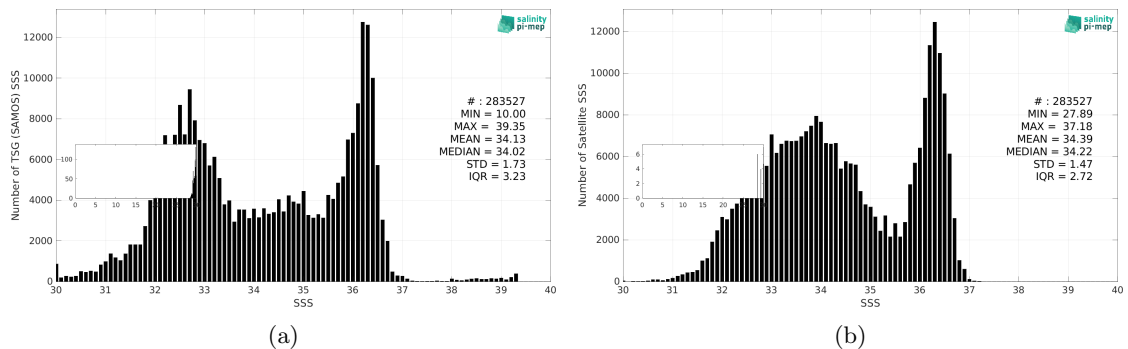 salinity
pi-mep
Number of TSG (SAMOS) SSS
12000
10000
8000
6000
4000
2000
0
# : 283527
MIN = 10.00
MAX = 39.35
MEAN = 34.13
MEDIAN = 34.02
STD = 1.73
IQR = 3.23
100
50
0
0 5 10 15 20 25
30 31 32 33 34 35 36 37 38 39 40
SSS
(a)
salinity
pi-mep
Number of Satellite SSS
12000
10000
8000
6000
4000
2000
0
# : 283527
MIN = 27.89
MAX = 37.18
MEAN = 34.39
MEDIAN = 34.22
STD = 1.47
IQR = 2.72
6
4
2
0
0 5 10 15 20 25
30 31 32 33 34 35 36 37 38 39 40
SSS
(b)